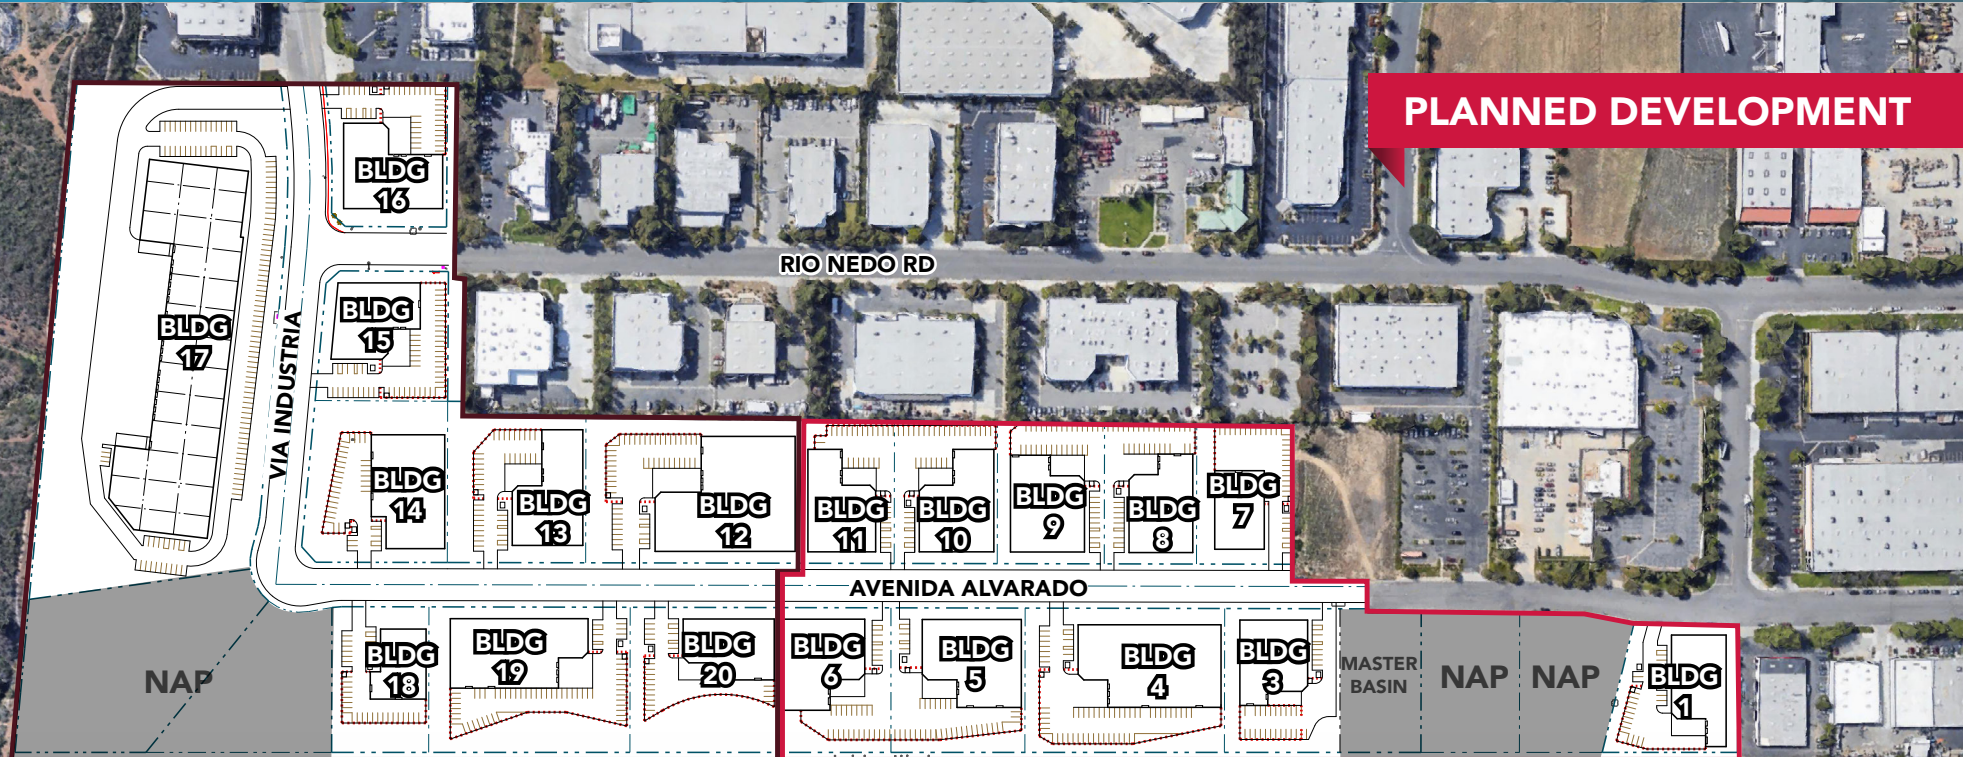 PLANNED DEVELOPMENT
BLDG
16
RIO NEDO RD
BLDG
15
BLDG
17
VIA INDUSTRIA
BLDG
14
BLDG
13
BLDG
12
BLDG
11
BLDG
10
BLDG
9
BLDG
8
BLDG
7
AVENIDA ALVARADO
NAP
BLDG
18
BLDG
19
BLDG
20
BLDG
6
BLDG
5
BLDG
4
BLDG
3
MASTER
BASIN
NAP
NAP
BLDG
1